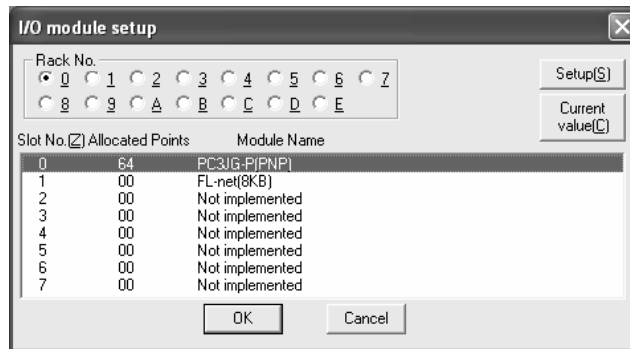 I/O module setup
Rack No.
0 1 2 3 4 5 6 7
8 9 A B C D E
Setup(S)
Current
value(C)
Slot No.(Z) Allocated Points Module Name
0 64 PC3JG-P(PNP)
1 00 FL-net(8KB)
2 00 Not implemented
3 00 Not implemented
4 00 Not implemented
5 00 Not implemented
6 00 Not implemented
7 00 Not implemented
OK Cancel